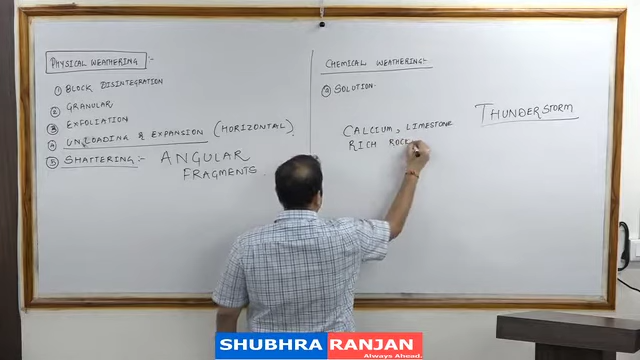 PHYSICAL WEATHERING :-
① BLOCK DISINTEGRATION
② GRANULAR
③ EXFOLIATION
④ UNLOADING & EXPANSION (HORIZONTAL).
⑤ SHATTERING :- ANGULAR
FRAGMENTS
CHEMICAL WEATHERING:-
① SOLUTION
THUNDERSTORM
CALCIUM, LIMESTONE
RICH ROCK
SHUBHRA RANJAN
Always Ahead.